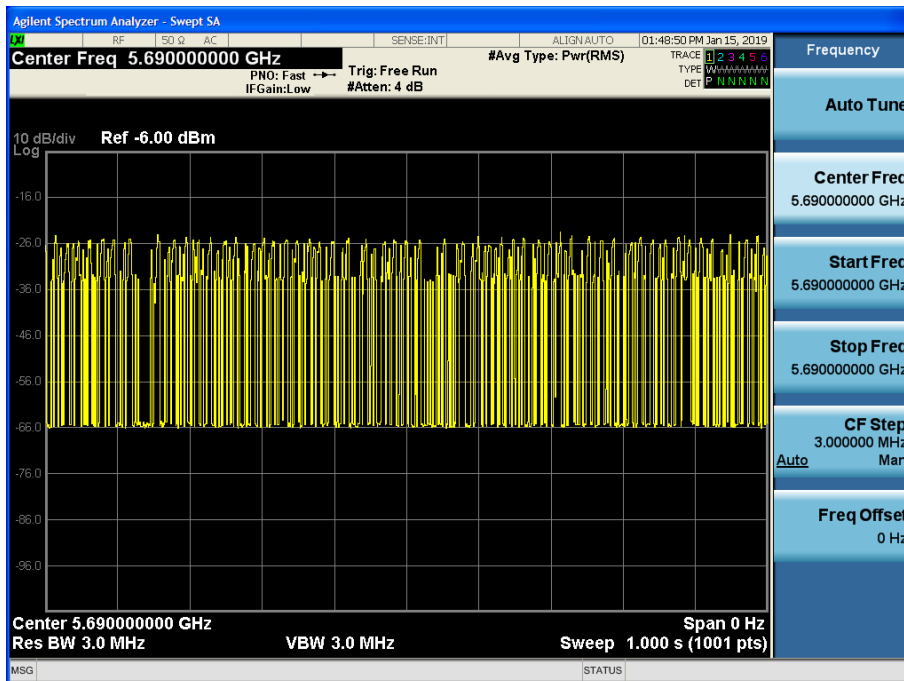 Agilent Spectrum Analyzer - Swept SA
LXI RF 50 Ω AC SENSE:INT ALIGN AUTO 01:48:50 PM Jan 15, 2019
Center Freq 5.690000000 GHz
#Avg Type: Pwr(RMS)
TRACE 1 2 3 4 5 6
TYPE WWWWWW
DET P N N N N N
PNO: Fast
IFGain:Low
Trig: Free Run
#Atten: 4 dB
10 dB/div Ref -6.00 dBm
Log
-16.0
-26.0
-36.0
-46.0
-56.0
-66.0
-76.0
-86.0
-96.0
Center 5.690000000 GHz Span 0 Hz
Res BW 3.0 MHz VBW 3.0 MHz Sweep 1.000 s (1001 pts)
MSG STATUS
Frequency
Auto Tune
Center Freq
5.690000000 GHz
Start Freq
5.690000000 GHz
Stop Freq
5.690000000 GHz
CF Step
3.000000 MHz
Auto Man
Freq Offset
0 Hz